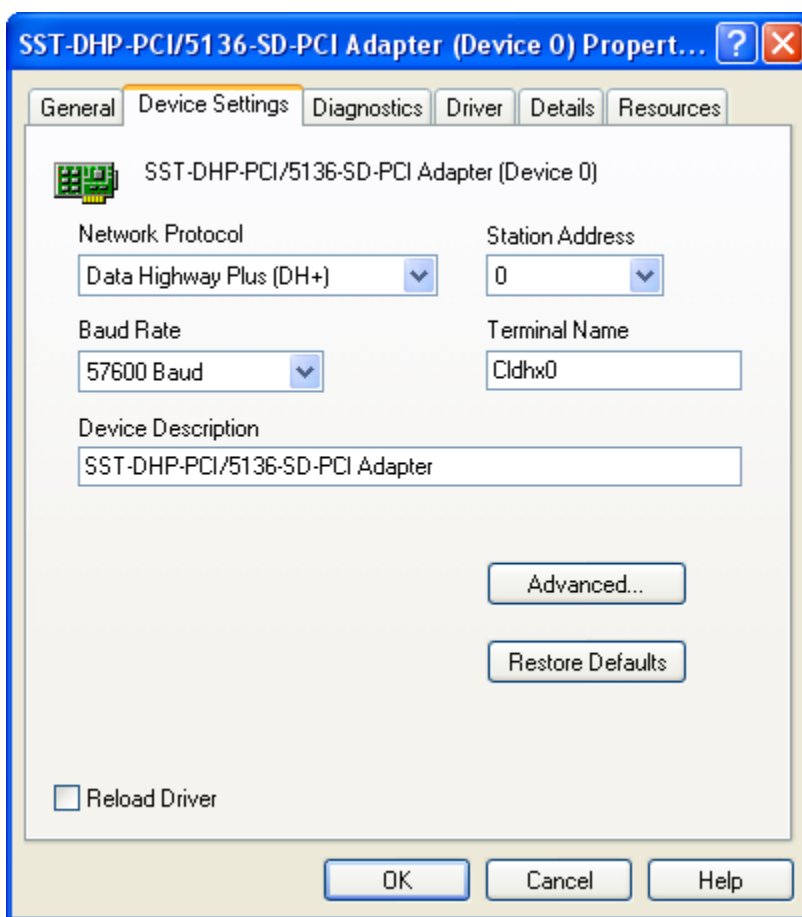 SST-DHP-PCI/5136-SD-PCI Adapter (Device 0) Propert...
General Device Settings Diagnostics Driver Details Resources
SST-DHP-PCI/5136-SD-PCI Adapter (Device 0)
Network Protocol Station Address
Data Highway Plus (DH+) 0
Baud Rate Terminal Name
57600 Baud Cldhx0
Device Description
SST-DHP-PCI/5136-SD-PCI Adapter
Advanced...
Restore Defaults
Reload Driver
OK Cancel Help